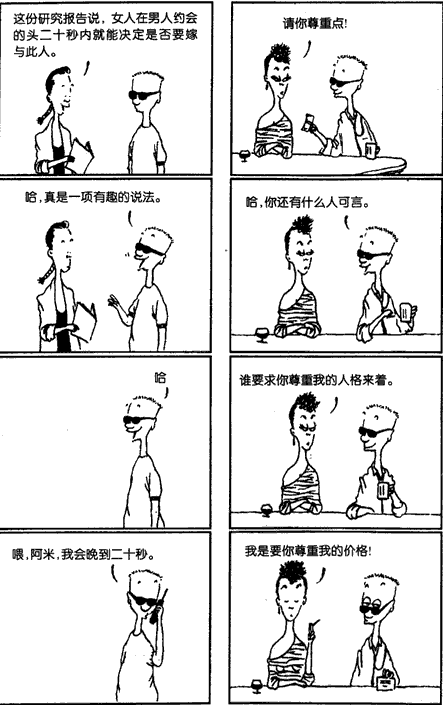 这份研究报告说，女人在男人约会
的头二十秒内就能决定是否要嫁
与此人。
哈，真是一项有趣的说法。
哈
喂，阿米，我会晚到二十秒。
请你尊重点！
哈，你还有什么人可言。
谁要求你尊重我的人格来着。
我是要你尊重我的价格！